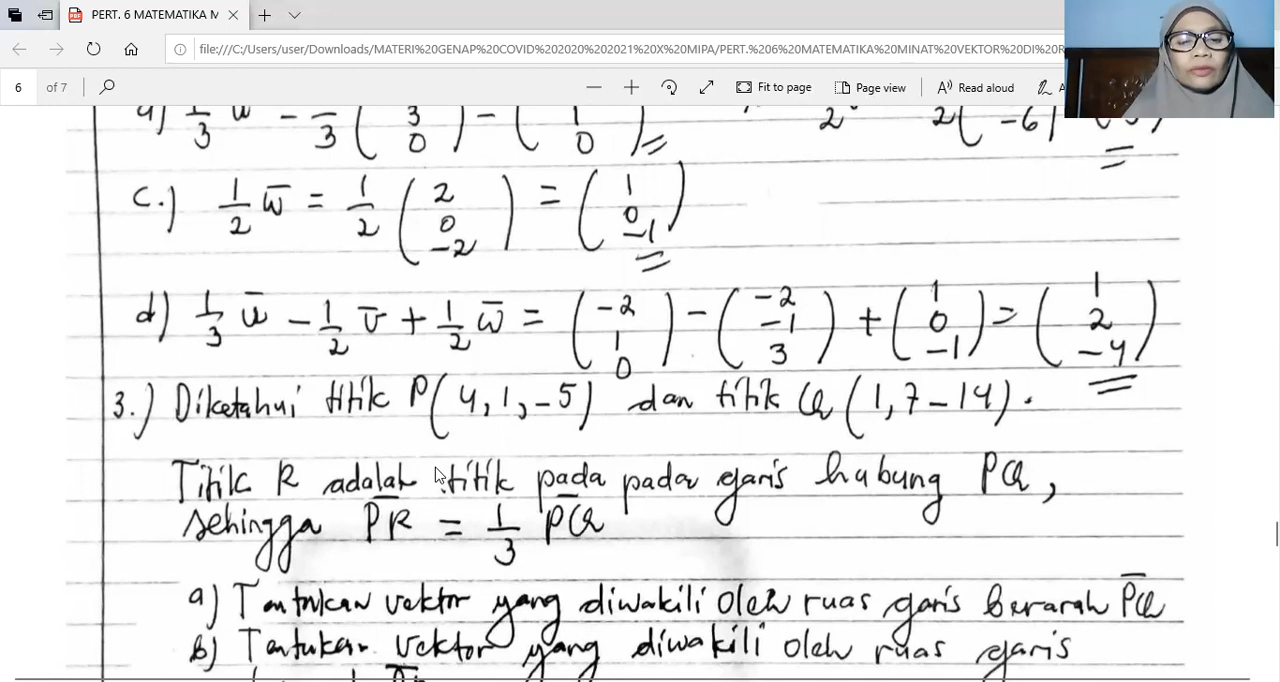 PERT. 6 MATEMATIKA M
file:///C:/Users/user/Downloads/MATERI%20GENAP%20COVID%202020%202021%20X%20MIPA/PERT.%206%20MATEMATIKA%20MINAT%20VEKTOR%20DI%20R
6 of 7 Fit to page Page view Read aloud
c.) 1/2 w̄ = 1/2 (2 0 -2) = (1 0 -1)
d) 1/3 ū - 1/2 v̄ + 1/2 w̄ = (-2 1 0) - (-2 -1 3) + (1 0 -1) = (1 2 -4)
3.) Diketahui titik P(4,1,-5) dan titik Q(1,7-14).
Titik R adalah titik pada pada garis hubung PQ,
sehingga P̄R̄ = 1/3 P̄Q̄
a) Tentukan vektor yang diwakili oleh ruas garis berarah P̄Q̄
b) Tentukan vektor yang diwakili oleh ruas garis